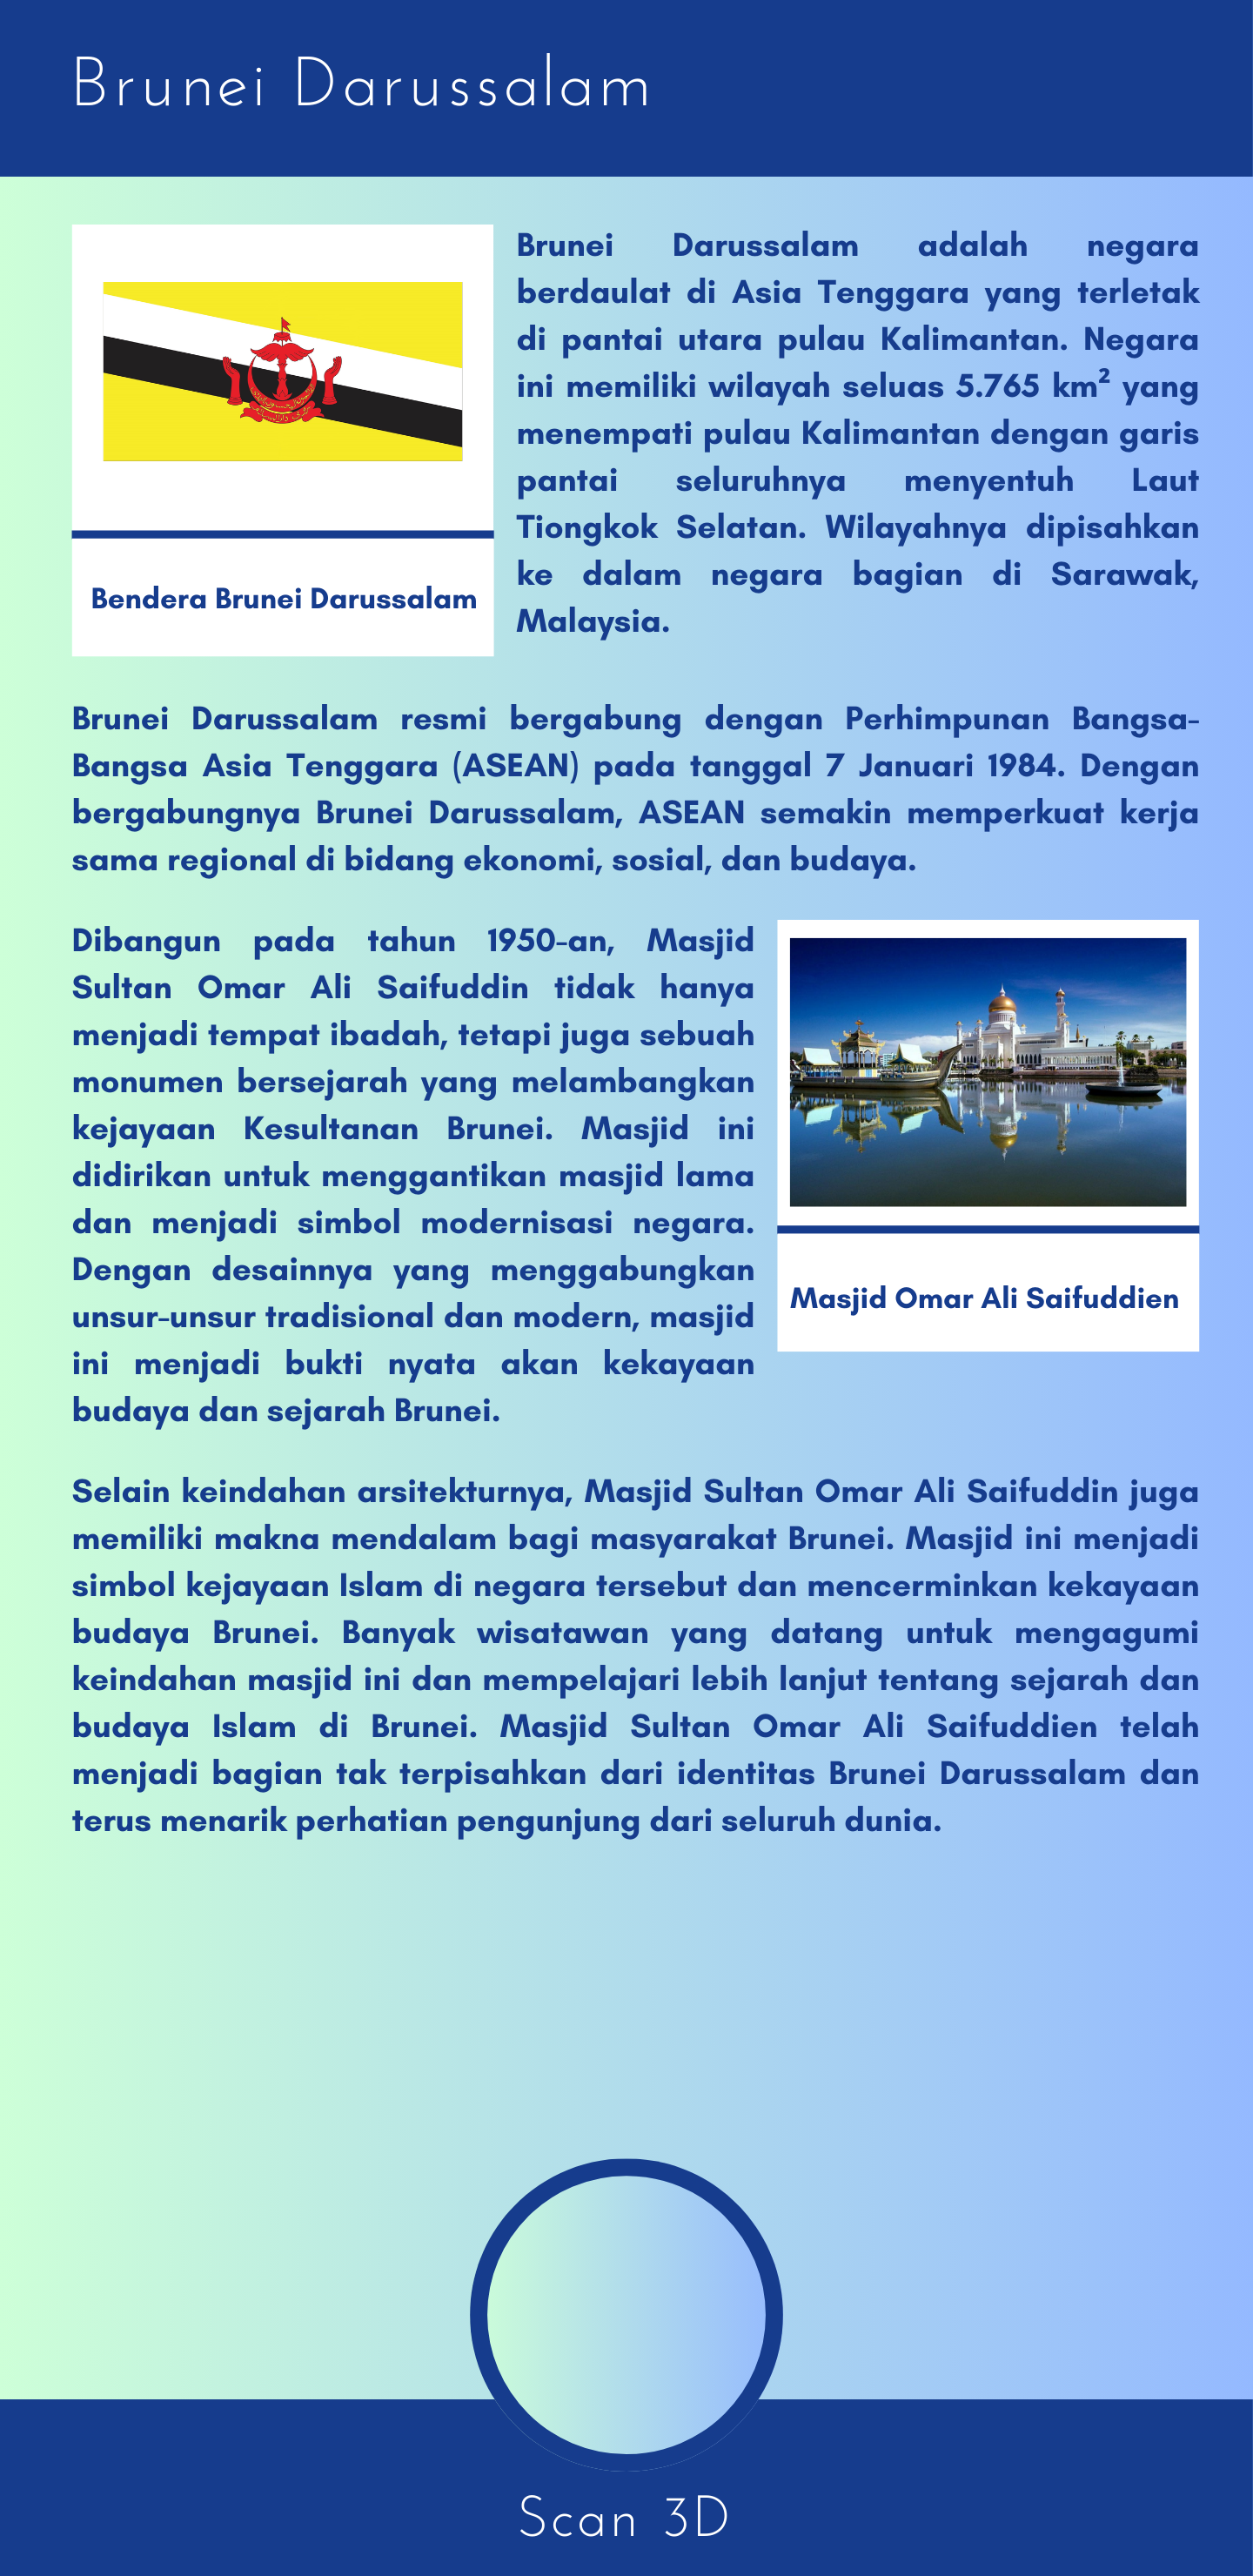 Brunei Darussalam
Brunei Darussalam adalah negara
berdaulat di Asia Tenggara yang terletak
di pantai utara pulau Kalimantan. Negara
ini memiliki wilayah seluas 5.765 km² yang
menempati pulau Kalimantan dengan garis
pantai seluruhnya menyentuh Laut
Tiongkok Selatan. Wilayahnya dipisahkan
ke dalam negara bagian di Sarawak,
Malaysia.
Bendera Brunei Darussalam
Brunei Darussalam resmi bergabung dengan Perhimpunan Bangsa-
Bangsa Asia Tenggara (ASEAN) pada tanggal 7 Januari 1984. Dengan
bergabungnya Brunei Darussalam, ASEAN semakin memperkuat kerja
sama regional di bidang ekonomi, sosial, dan budaya.
Dibangun pada tahun 1950-an, Masjid
Sultan Omar Ali Saifuddin tidak hanya
menjadi tempat ibadah, tetapi juga sebuah
monumen bersejarah yang melambangkan
kejayaan Kesultanan Brunei. Masjid ini
didirikan untuk menggantikan masjid lama
dan menjadi simbol modernisasi negara.
Dengan desainnya yang menggabungkan
unsur-unsur tradisional dan modern, masjid
ini menjadi bukti nyata akan kekayaan
budaya dan sejarah Brunei.
Masjid Omar Ali Saifuddien
Selain keindahan arsitekturnya, Masjid Sultan Omar Ali Saifuddin juga
memiliki makna mendalam bagi masyarakat Brunei. Masjid ini menjadi
simbol kejayaan Islam di negara tersebut dan mencerminkan kekayaan
budaya Brunei. Banyak wisatawan yang datang untuk mengagumi
keindahan masjid ini dan mempelajari lebih lanjut tentang sejarah dan
budaya Islam di Brunei. Masjid Sultan Omar Ali Saifuddien telah
menjadi bagian tak terpisahkan dari identitas Brunei Darussalam dan
terus menarik perhatian pengunjung dari seluruh dunia.
Scan 3D